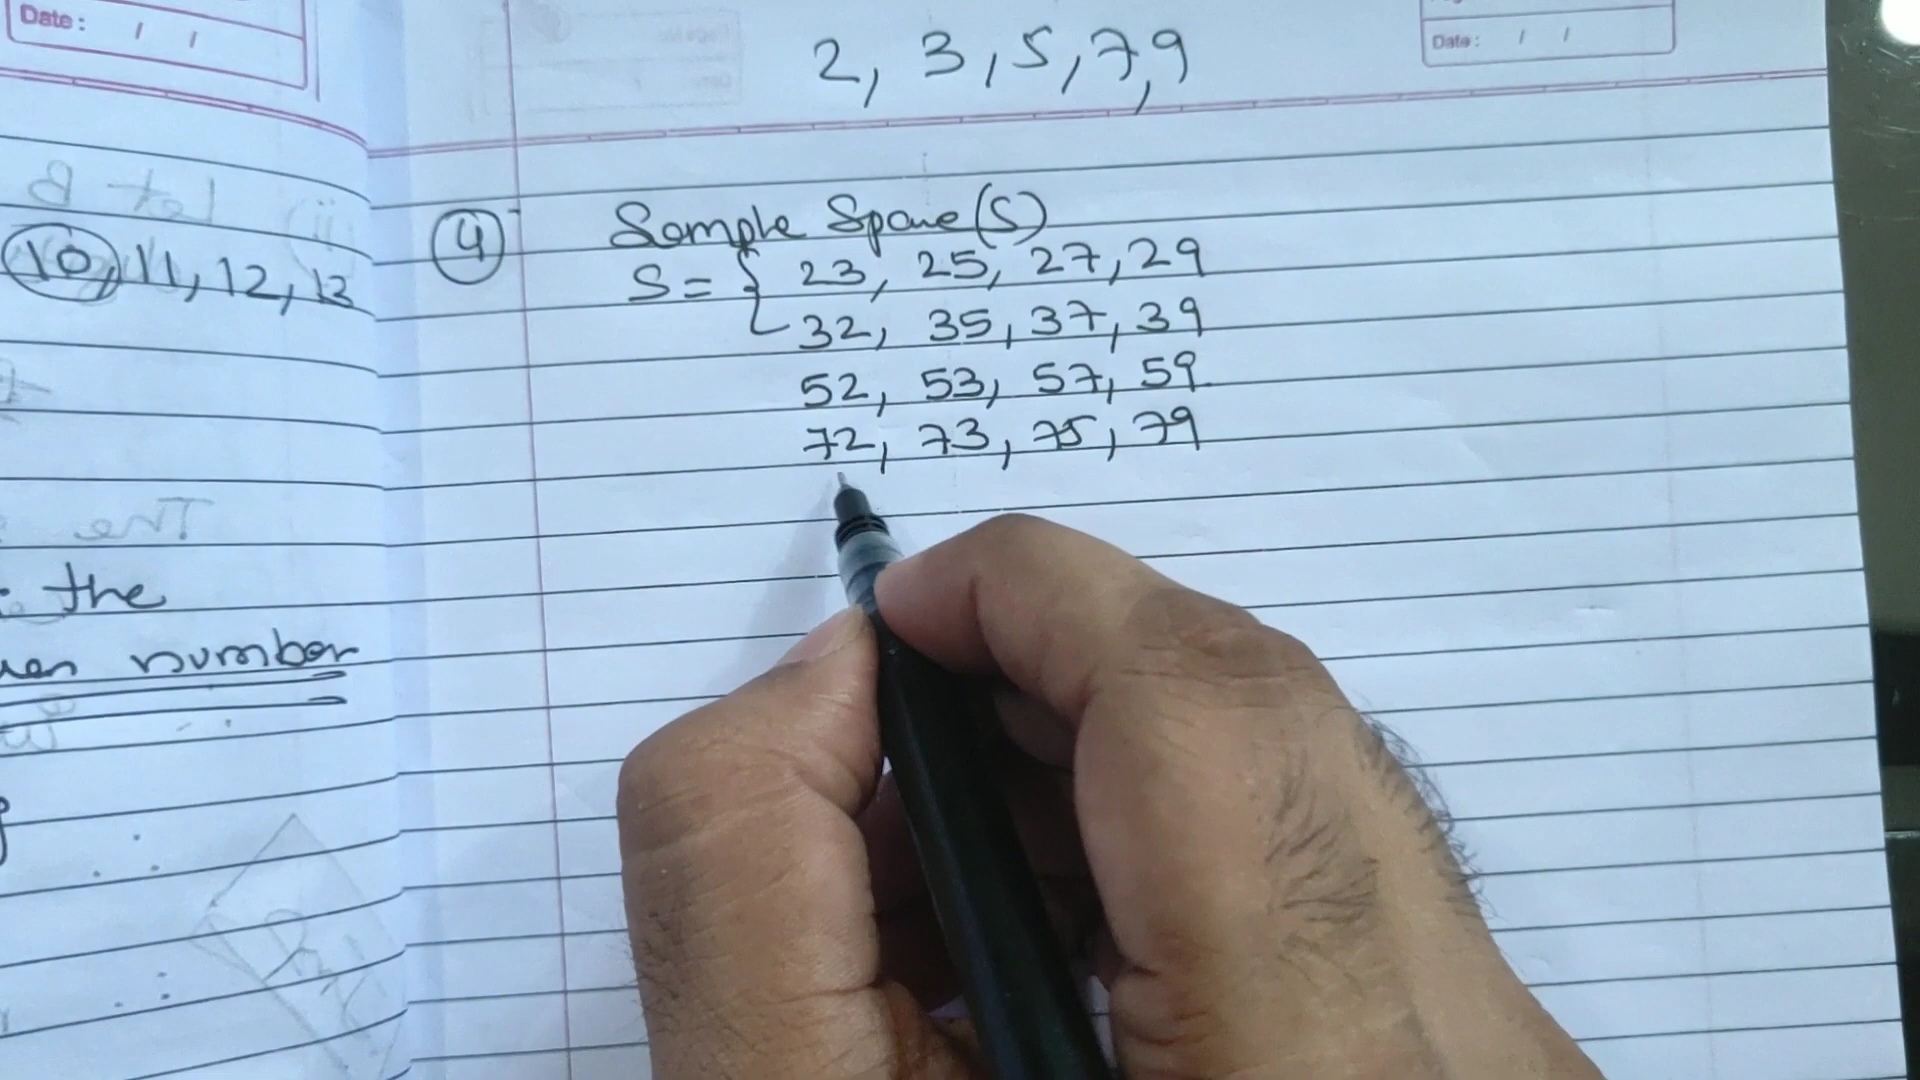 Date: / /
Date: / /
2, 3, 5, 7, 9
10, 11, 12, 13
4 Sample Space (S)
S = { 23, 25, 27, 29
32, 35, 37, 39
52, 53, 57, 59
72, 73, 75, 79
the
number